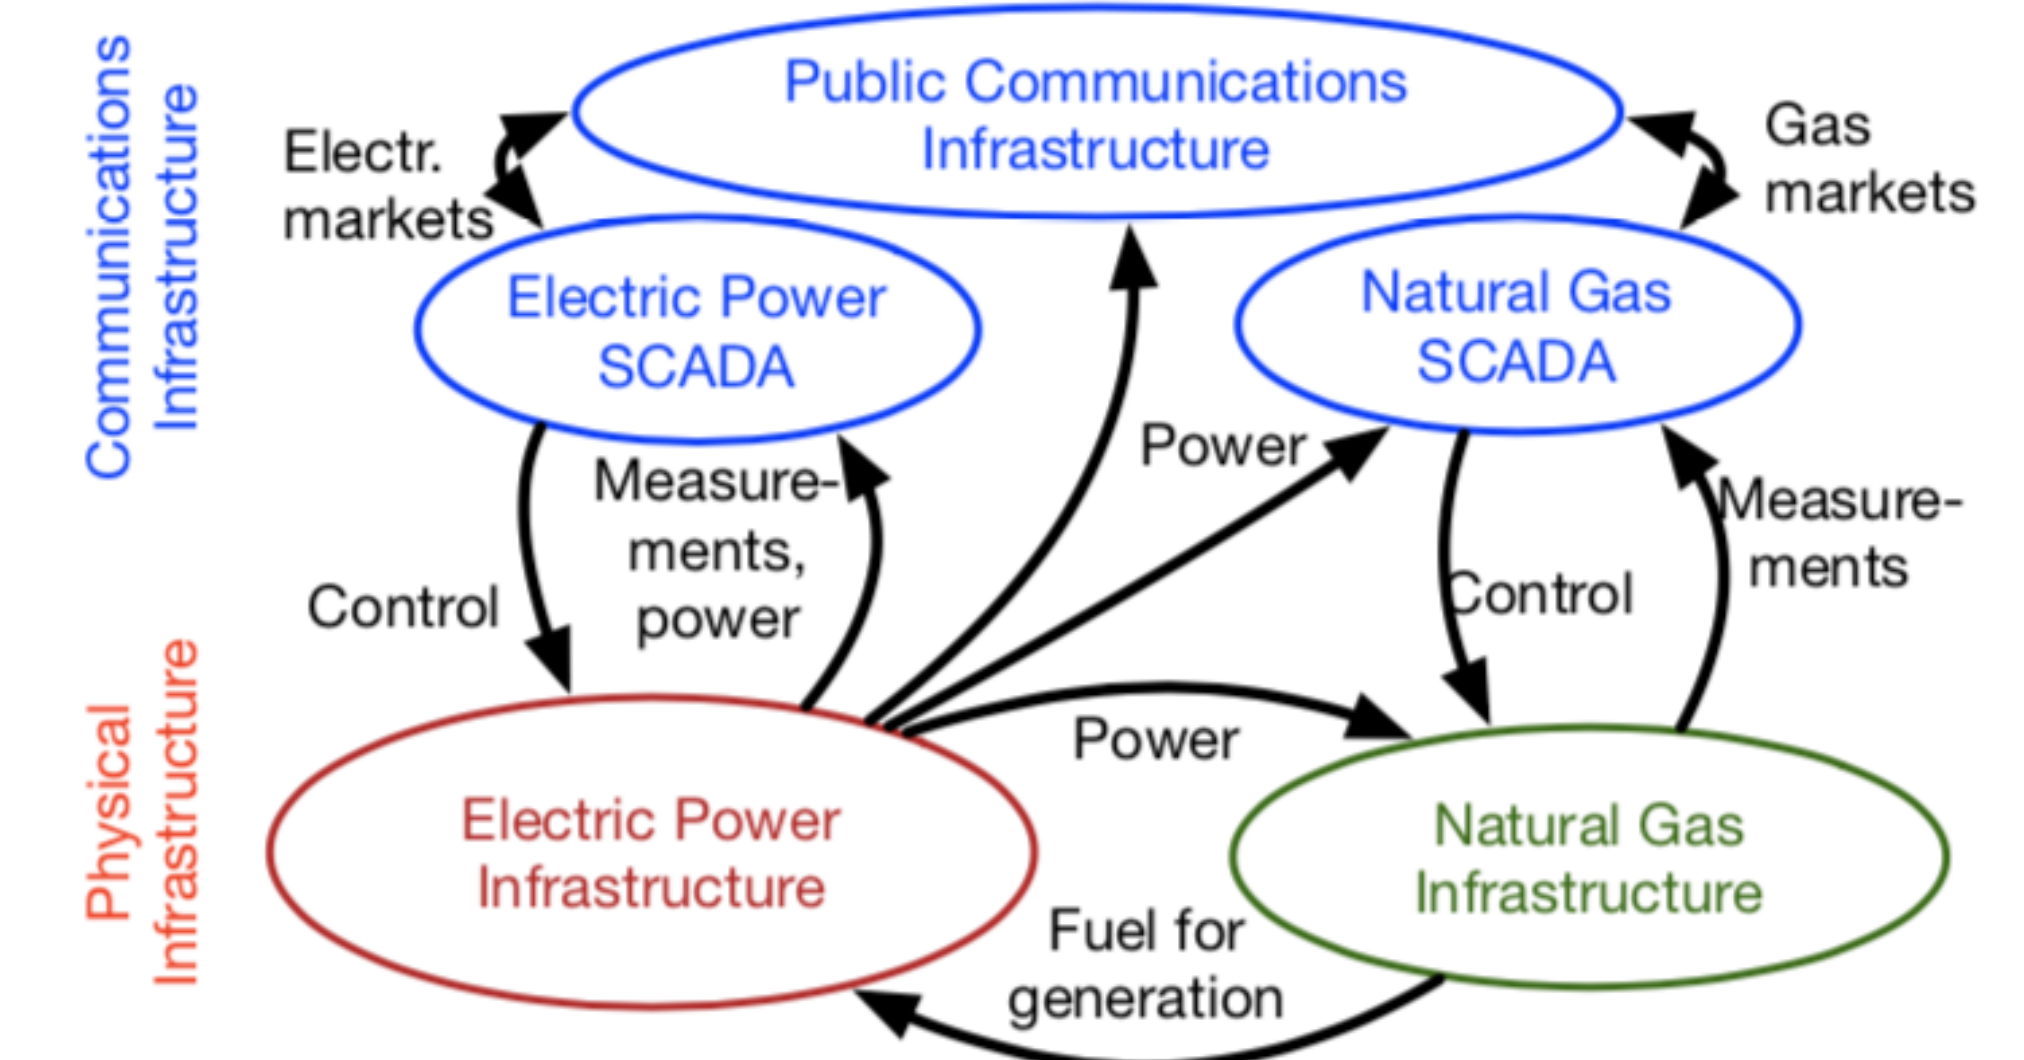 Communications
Infrastructure
Public Communications
Infrastructure
Electr.
markets
Gas
markets
Electric Power
SCADA
Natural Gas
SCADA
Power
Measure-
ments,
power
Measure-
ments
Control
Control
Physical
Infrastructure
Power
Electric Power
Infrastructure
Natural Gas
Infrastructure
Fuel for
generation